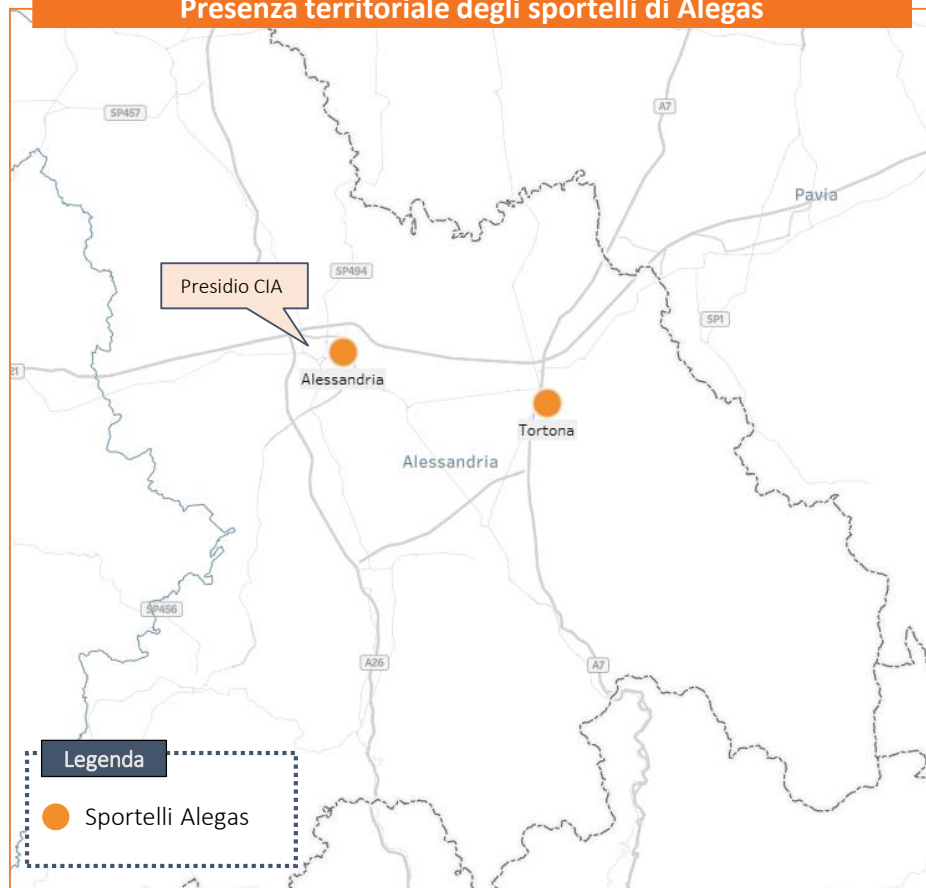 Presenza territoriale degli sportelli di Alegas
SP457
A7
Pavia
SP494
Presidio CIA
SP1
21
Alessandria
Tortona
Alessandria
SP456
A26
A7
Legenda
Sportelli Alegas